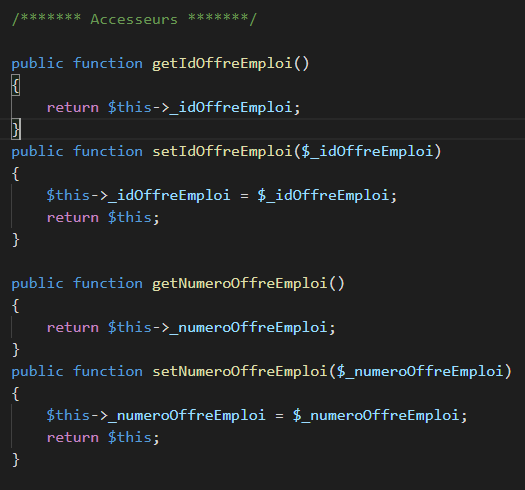 /******* Accesseurs *******/
public function getIdOffreEmploi()
{
return $this->_idOffreEmploi;
}
public function setIdOffreEmploi($_idOffreEmploi)
{
$this->_idOffreEmploi = $_idOffreEmploi;
return $this;
}
public function getNumeroOffreEmploi()
{
return $this->_numeroOffreEmploi;
}
public function setNumeroOffreEmploi($_numeroOffreEmploi)
{
$this->_numeroOffreEmploi = $_numeroOffreEmploi;
return $this;
}